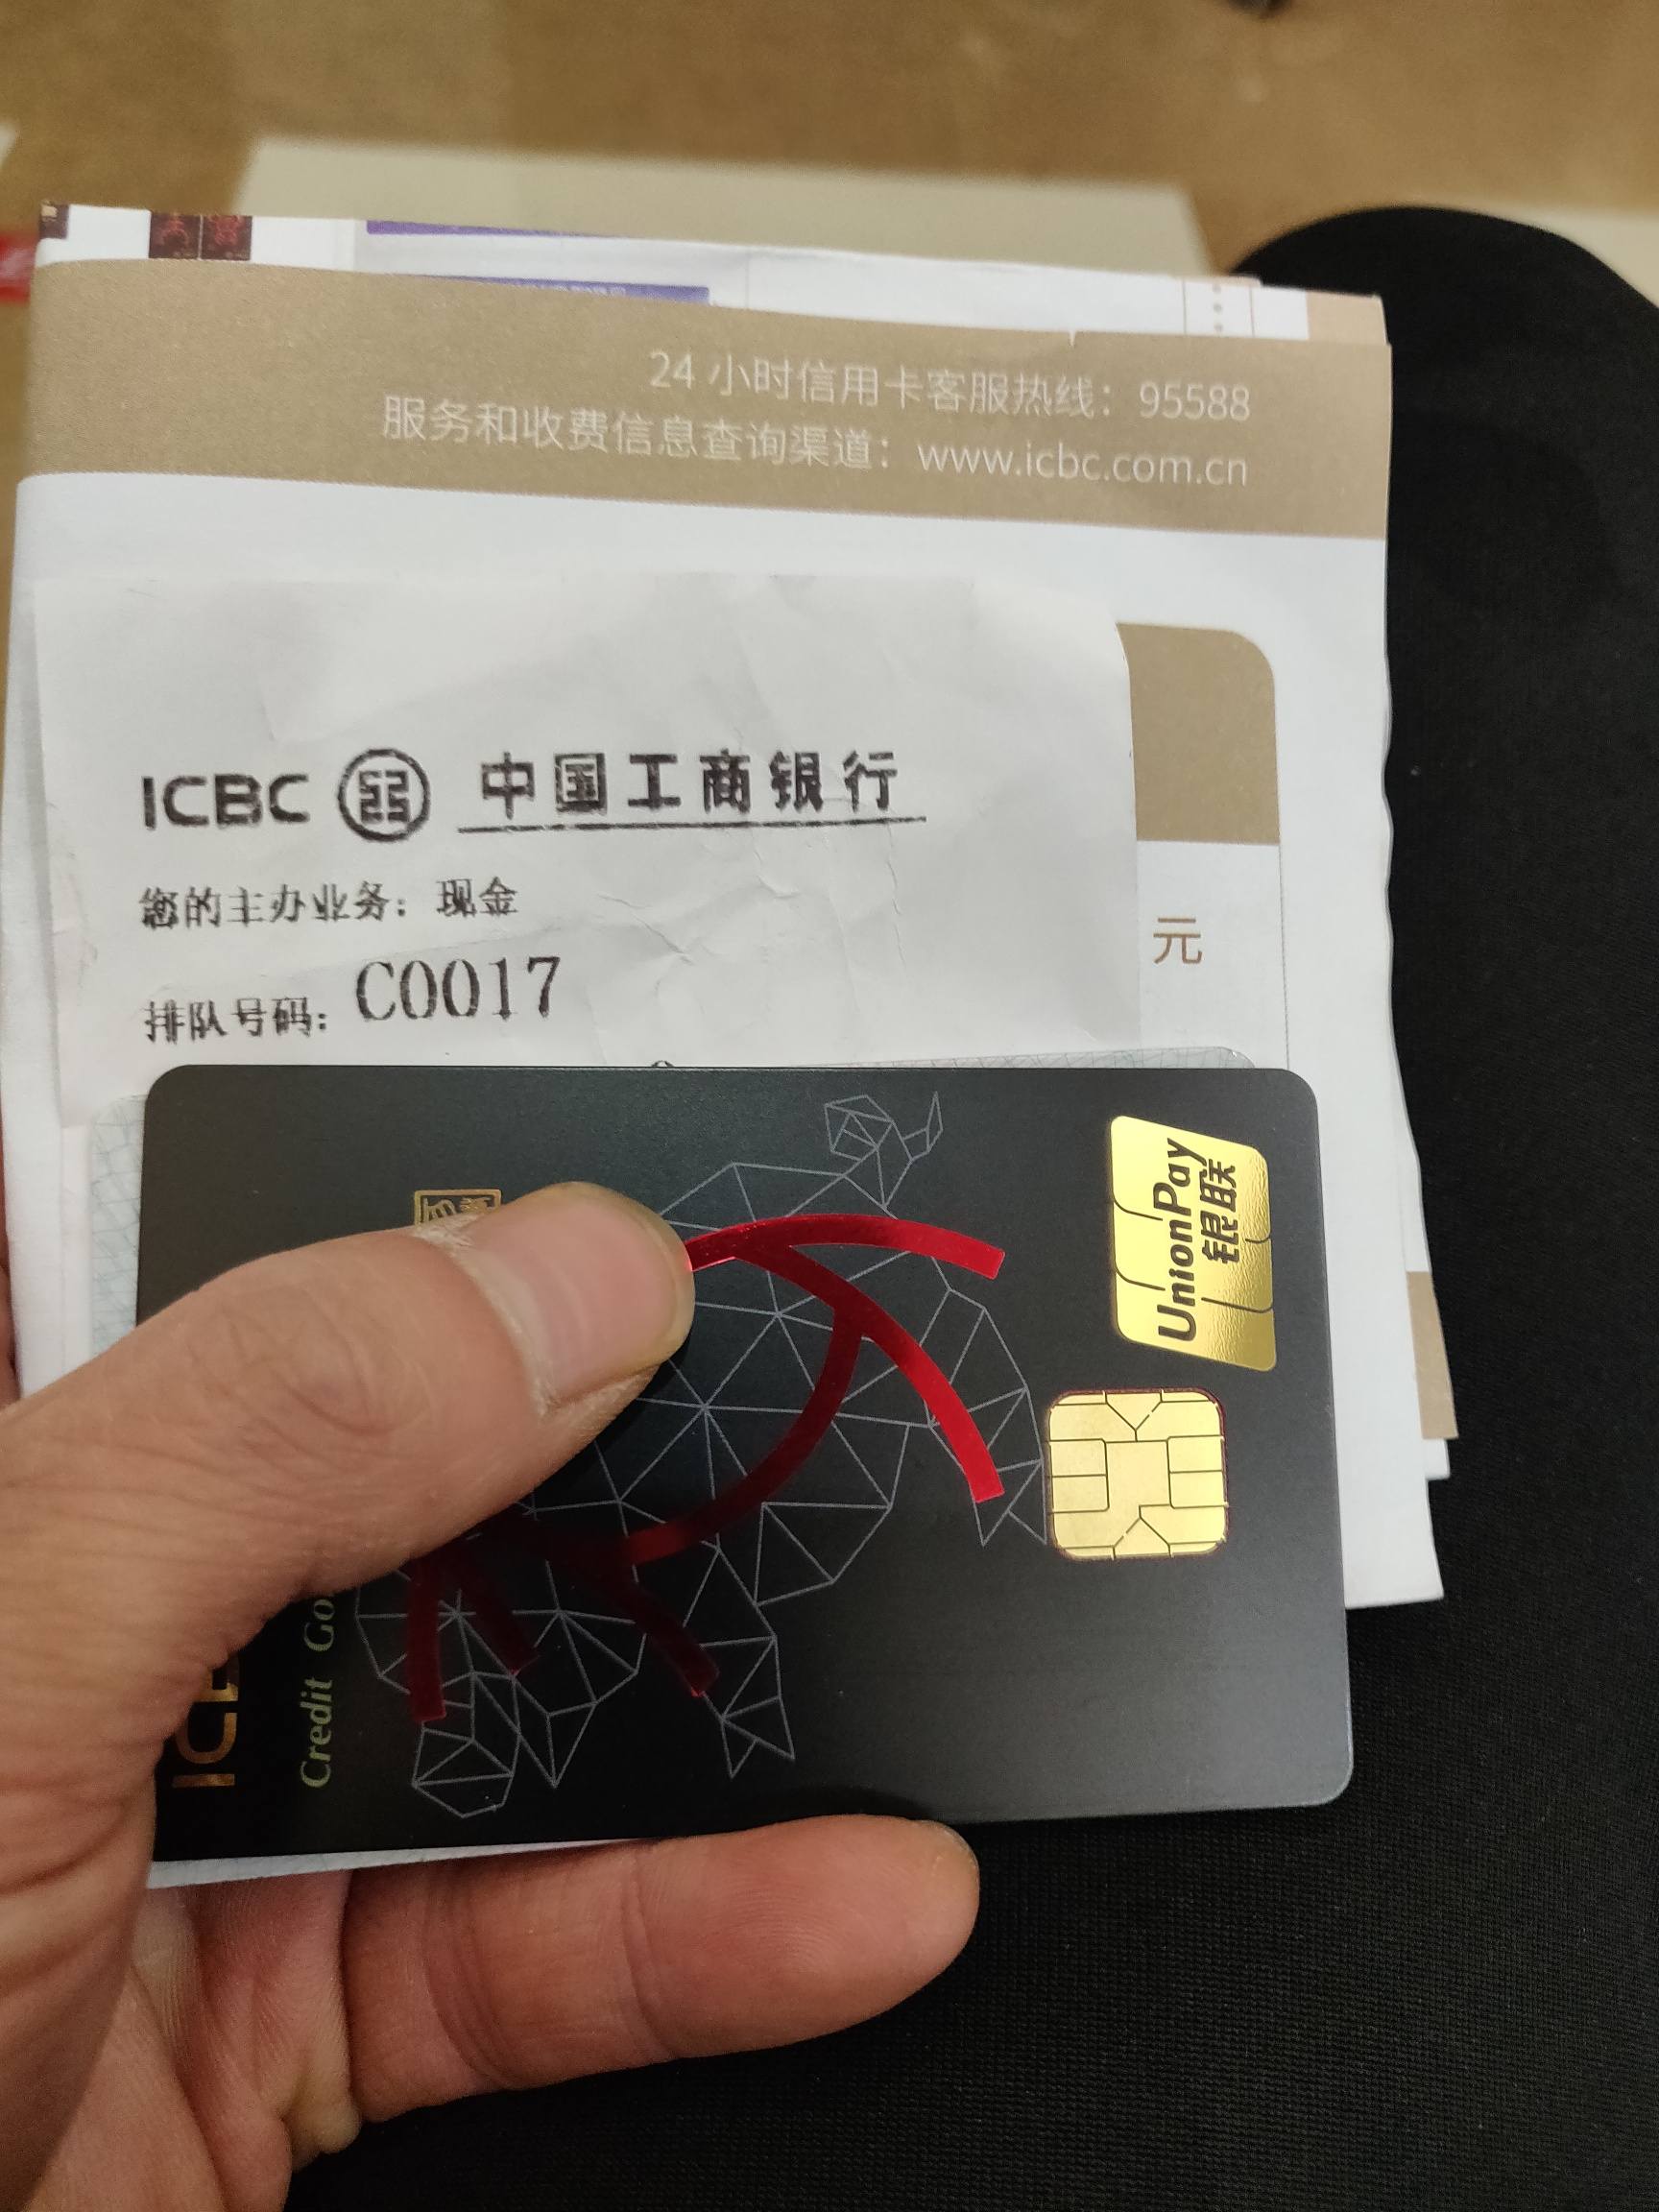 24 小时信用卡客服热线：95588
服务和收费信息查询渠道：www.icbc.com.cn
ICBC 中国工商银行
您的主办业务：现金
元
排队号码：C0017
UnionPay
银联
Credit